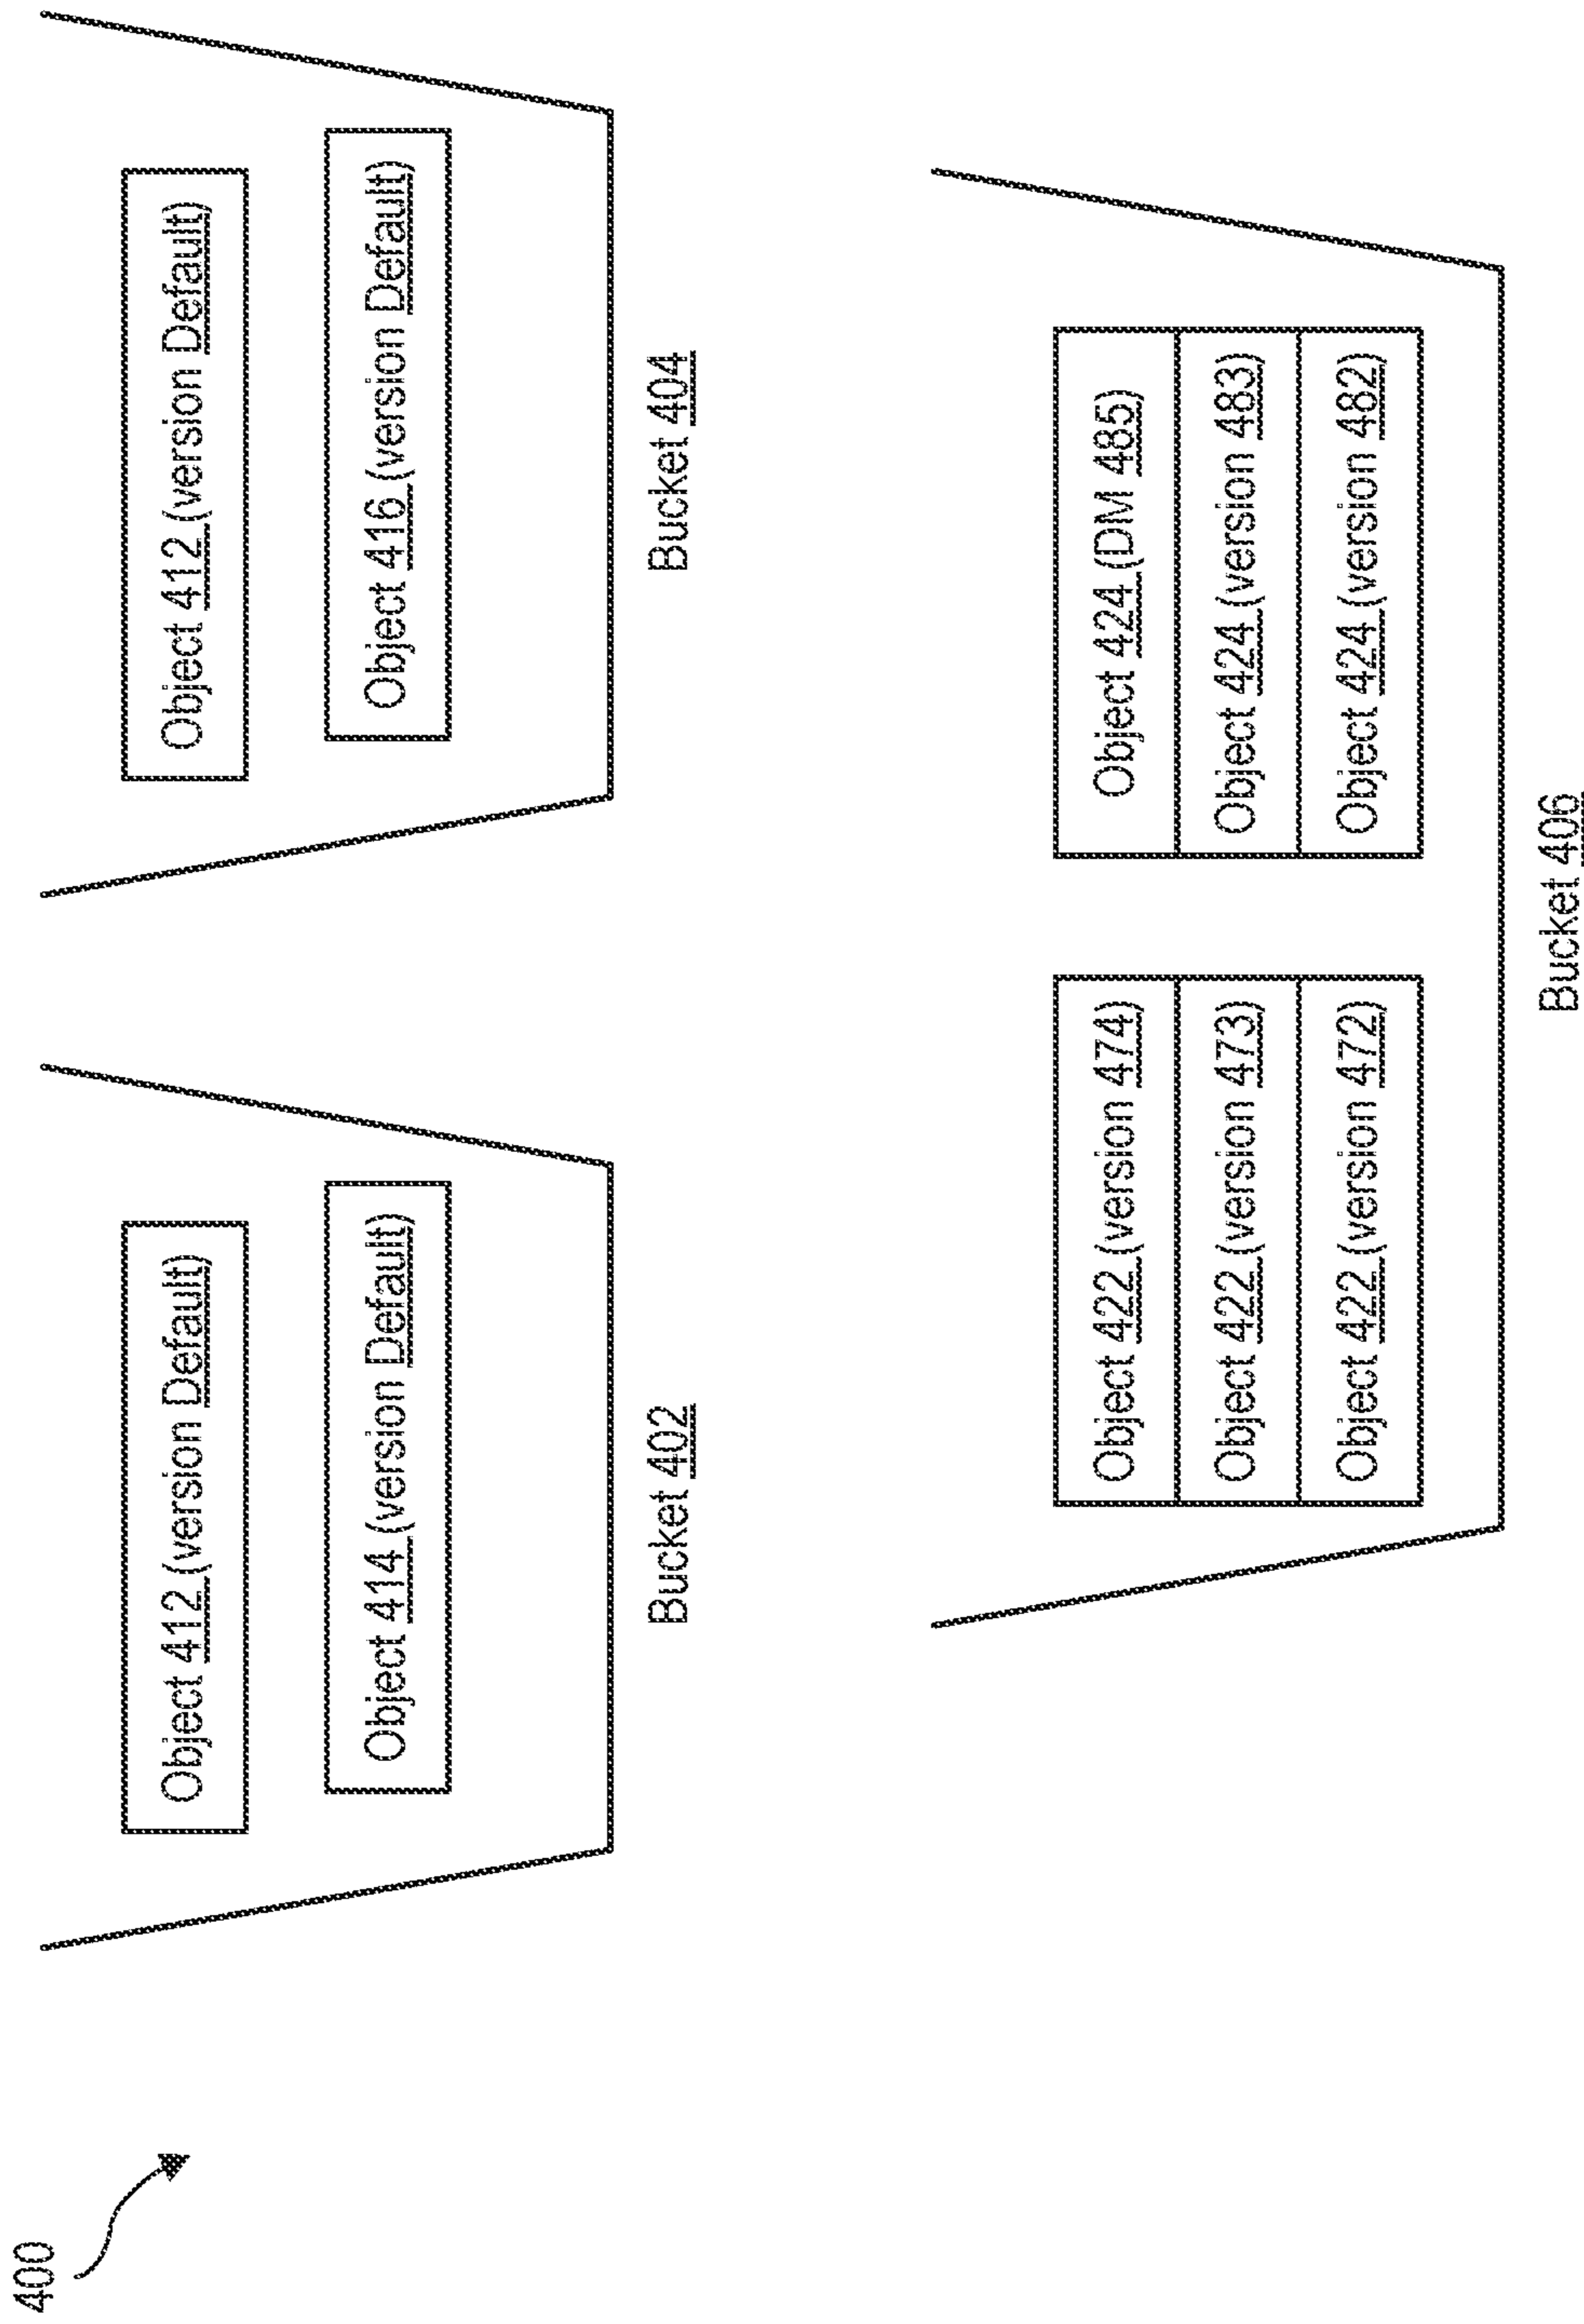 400
Object 412 (version Default)
Object 414 (version Default)
Bucket 402
Object 412 (version Default)
Object 416 (version Default)
Bucket 404
Object 422 (version 474)
Object 422 (version 473)
Object 422 (version 472)
Object 424 (DM 485)
Object 424 (version 483)
Object 424 (version 482)
Bucket 406